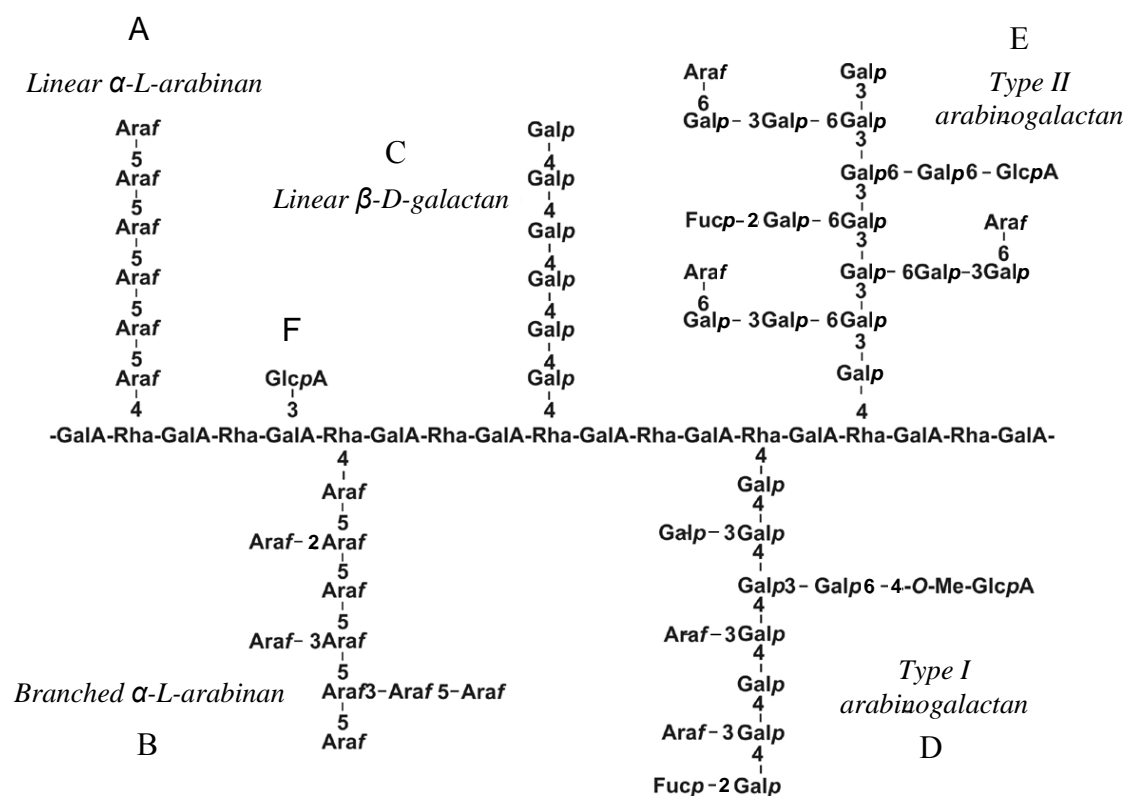 A
Linear α-L-arabinan
Araf
5
Araf
5
Araf
5
Araf
5
Araf
5
Araf
4
F
GlcpA
3
C
Linear β-D-galactan
Galp
4
Galp
4
Galp
4
Galp
4
Galp
4
Galp
4
E
Type II
arabinogalactan
Araf Galp
6 3
Galp- 3Galp- 6Galp
3
Galp6-Galp6-GlcpA
3
Fucp-2 Galp- 6Galp Araf
3 6
Araf Galp- 6Galp-3Galp
6 3
Galp- 3Galp- 6Galp
3
Galp
4
-GalA-Rha-GalA-Rha-GalA-Rha-GalA-Rha-GalA-Rha-GalA-Rha-GalA-Rha-GalA-Rha-GalA-Rha-GalA-
4
Araf
5
Araf- 2Araf
5
Araf
5
Araf- 3Araf
5
Araf3-Araf 5-Araf
5
Araf
Branched α-L-arabinan
B
4
Galp
4
Galp-3Galp
4
Galp3- Galp6 -4-O-Me-GlcpA
4
Araf-3Galp
4
Galp
4
Araf-3Galp
4
Fucp-2Galp
Type I
arabinogalactan
D